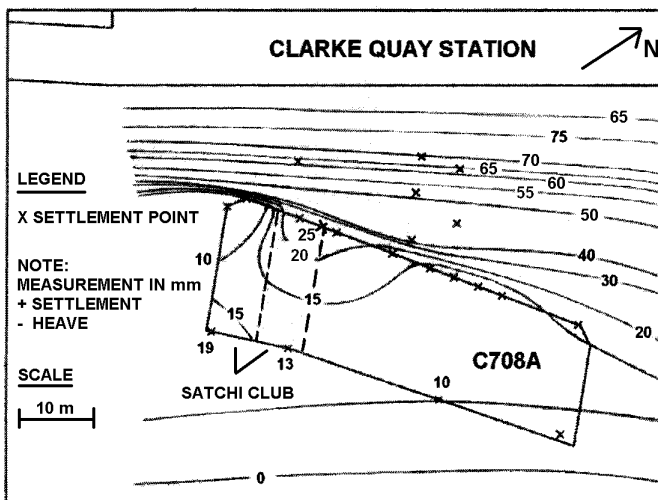 CLARKE QUAY STATION
N
65
75
70
65
60
55
50
LEGEND
X SETTLEMENT POINT
25
20
40
10
NOTE:
MEASUREMENT IN mm
+ SETTLEMENT
- HEAVE
30
15
15
20
19
13
C708A
SATCHI CLUB
SCALE
10 m
10
0